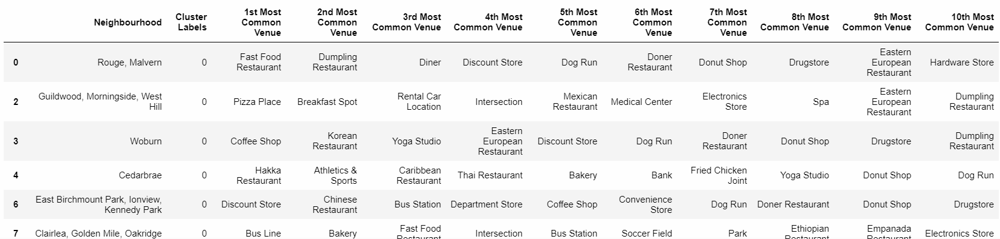 Neighbourhood Cluster Labels 1st Most Common Venue 2nd Most Common Venue 3rd Most Common Venue 4th Most Common Venue 5th Most Common Venue 6th Most Common Venue 7th Most Common Venue 8th Most Common Venue 9th Most Common Venue 10th Most Common Venue
0 Rouge, Malvern 0 Fast Food Restaurant Dumpling Restaurant Diner Discount Store Dog Run Doner Restaurant Donut Shop Drugstore Eastern European Restaurant Hardware Store
2 Guildwood, Morningside, West Hill 0 Pizza Place Breakfast Spot Rental Car Location Intersection Mexican Restaurant Medical Center Electronics Store Spa Eastern European Restaurant Dumpling Restaurant
3 Woburn 0 Coffee Shop Korean Restaurant Yoga Studio Eastern European Restaurant Discount Store Dog Run Doner Restaurant Donut Shop Drugstore Dumpling Restaurant
4 Cedarbrae 0 Hakka Restaurant Athletics & Sports Caribbean Restaurant Thai Restaurant Bakery Bank Fried Chicken Joint Yoga Studio Donut Shop Dog Run
6 East Birchmount Park, Ionview, Kennedy Park 0 Discount Store Chinese Restaurant Bus Station Department Store Coffee Shop Convenience Store Dog Run Doner Restaurant Donut Shop Drugstore
7 Clairlea, Golden Mile, Oakridge 0 Bus Line Bakery Fast Food Restaurant Intersection Bus Station Soccer Field Park Ethiopian Restaurant Empanada Restaurant Electronics Store